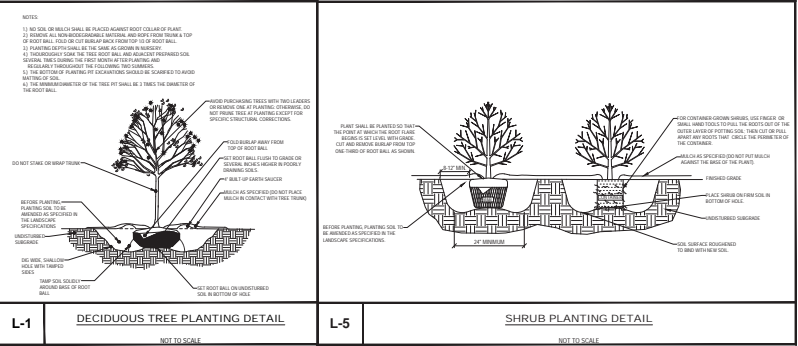 NOTES:
1.) NO SOIL OR MULCH SHALL BE PLACED AGAINST ROOT COLLAR OF PLANT.
2.) REMOVE ALL NON-BIODEGRADABLE MATERIAL AND ROPE FROM TRUNK & TOP
OF ROOT BALL. FOLD OR CUT BURLAP BACK FROM TOP 1/3 OF ROOT BALL.
3.) PLANTING DEPTH SHALL BE THE SAME AS GROWN IN NURSERY.
4.) THOUROUGHLY SOAK THE TREE ROOT BALL AND ADJACENT PREPARED SOIL
SEVERAL TIMES DURING THE FIRST MONTH AFTER PLANTING AND
REGULARLY THROUGHOUT THE FOLLOWING TWO SUMMERS.
5.) THE BOTTOM OF PLANTING PIT EXCAVATIONS SHOULD BE SCARIFIED TO AVOID
MATTING OF SOIL.
6.) THE MINIMUM DIAMETER OF THE TREE PIT SHALL BE 3 TIMES THE DIAMETER OF
THE ROOT BALL.
AVOID PURCHASING TREES WITH TWO LEADERS
OR REMOVE ONE AT PLANTING; OTHERWISE, DO
NOT PRUNE TREE AT PLANTING EXCEPT FOR
SPECIFIC STRUCTURAL CORRECTIONS.
FOLD BURLAP AWAY FROM
TOP OF ROOT BALL
SET ROOT BALL FLUSH TO GRADE OR
SEVERAL INCHES HIGHER IN POORLY
DRAINING SOILS.
4" BUILT-UP EARTH SAUCER
MULCH AS SPECIFIED (DO NOT PLACE
MULCH IN CONTACT WITH TREE TRUNK)
DO NOT STAKE OR WRAP TRUNK
BEFORE PLANTING
PLANTING SOIL TO BE
AMENDED AS SPECIFIED IN
THE LANDSCAPE
SPECIFICATIONS.
UNDISTURBED
SUBGRADE
DIG WIDE, SHALLOW
HOLE WITH TAMPED
SIDES
TAMP SOIL SOLIDLY
AROUND BASE OF ROOT
BALL
SET ROOT BALL ON UNDISTURBED
SOIL IN BOTTOM OF HOLE
L-1
DECIDUOUS TREE PLANTING DETAIL
NOT TO SCALE
PLANT SHALL BE PLANTED SO THAT
THE POINT AT WHICH THE ROOT FLARE
BEGINS IS SET LEVEL WITH GRADE.
CUT AND REMOVE BURLAP FROM TOP
ONE-THIRD OF ROOT BALL AS SHOWN.
8-12" MIN.
BEFORE PLANTING, PLANTING SOIL TO
BE AMENDED AS SPECIFIED IN THE
LANDSCAPE SPECIFICATIONS.
24" MINIMUM
FOR CONTAINER-GROWN SHRUBS, USE FINGER OR
SMALL HAND TOOLS TO PULL THE ROOTS OUT OF THE
OUTER LAYER OF POTTING SOIL; THEN CUT OR PULL
APART ANY ROOTS THAT CIRCLE THE PERIMETER OF
THE CONTAINER.
MULCH AS SPECIFIED (DO NOT PUT MULCH
AGAINST THE BASE OF THE PLANT).
FINISHED GRADE
PLACE SHRUB ON FIRM SOIL IN
BOTTOM OF HOLE.
UNDISTURBED SUBGRADE
SOIL SURFACE ROUGHENED
TO BIND WITH NEW SOIL.
L-5
SHRUB PLANTING DETAIL
NOT TO SCALE